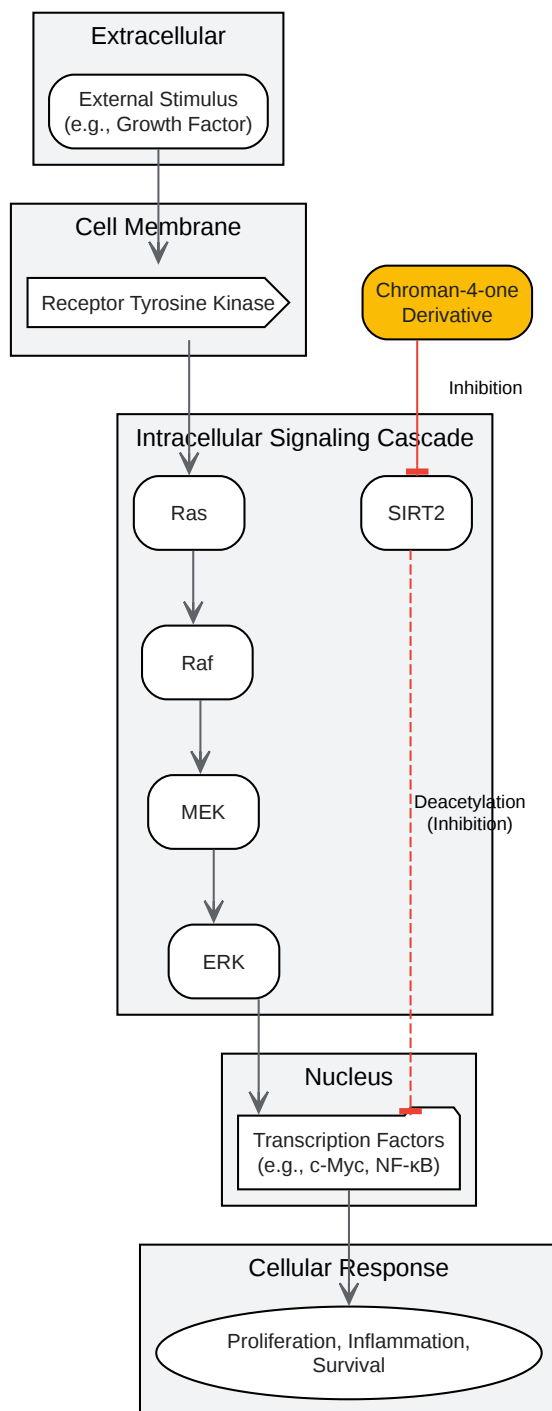 Extracellular
External Stimulus
(e.g., Growth Factor)
Cell Membrane
Receptor Tyrosine Kinase
Chroman-4-one
Derivative
Inhibition
Intracellular Signaling Cascade
Ras
SIRT2
Raf
MEK
Deacetylation
(Inhibition)
ERK
Nucleus
Transcription Factors
(e.g., c-Myc, NF-κB)
Cellular Response
Proliferation, Inflammation,
Survival